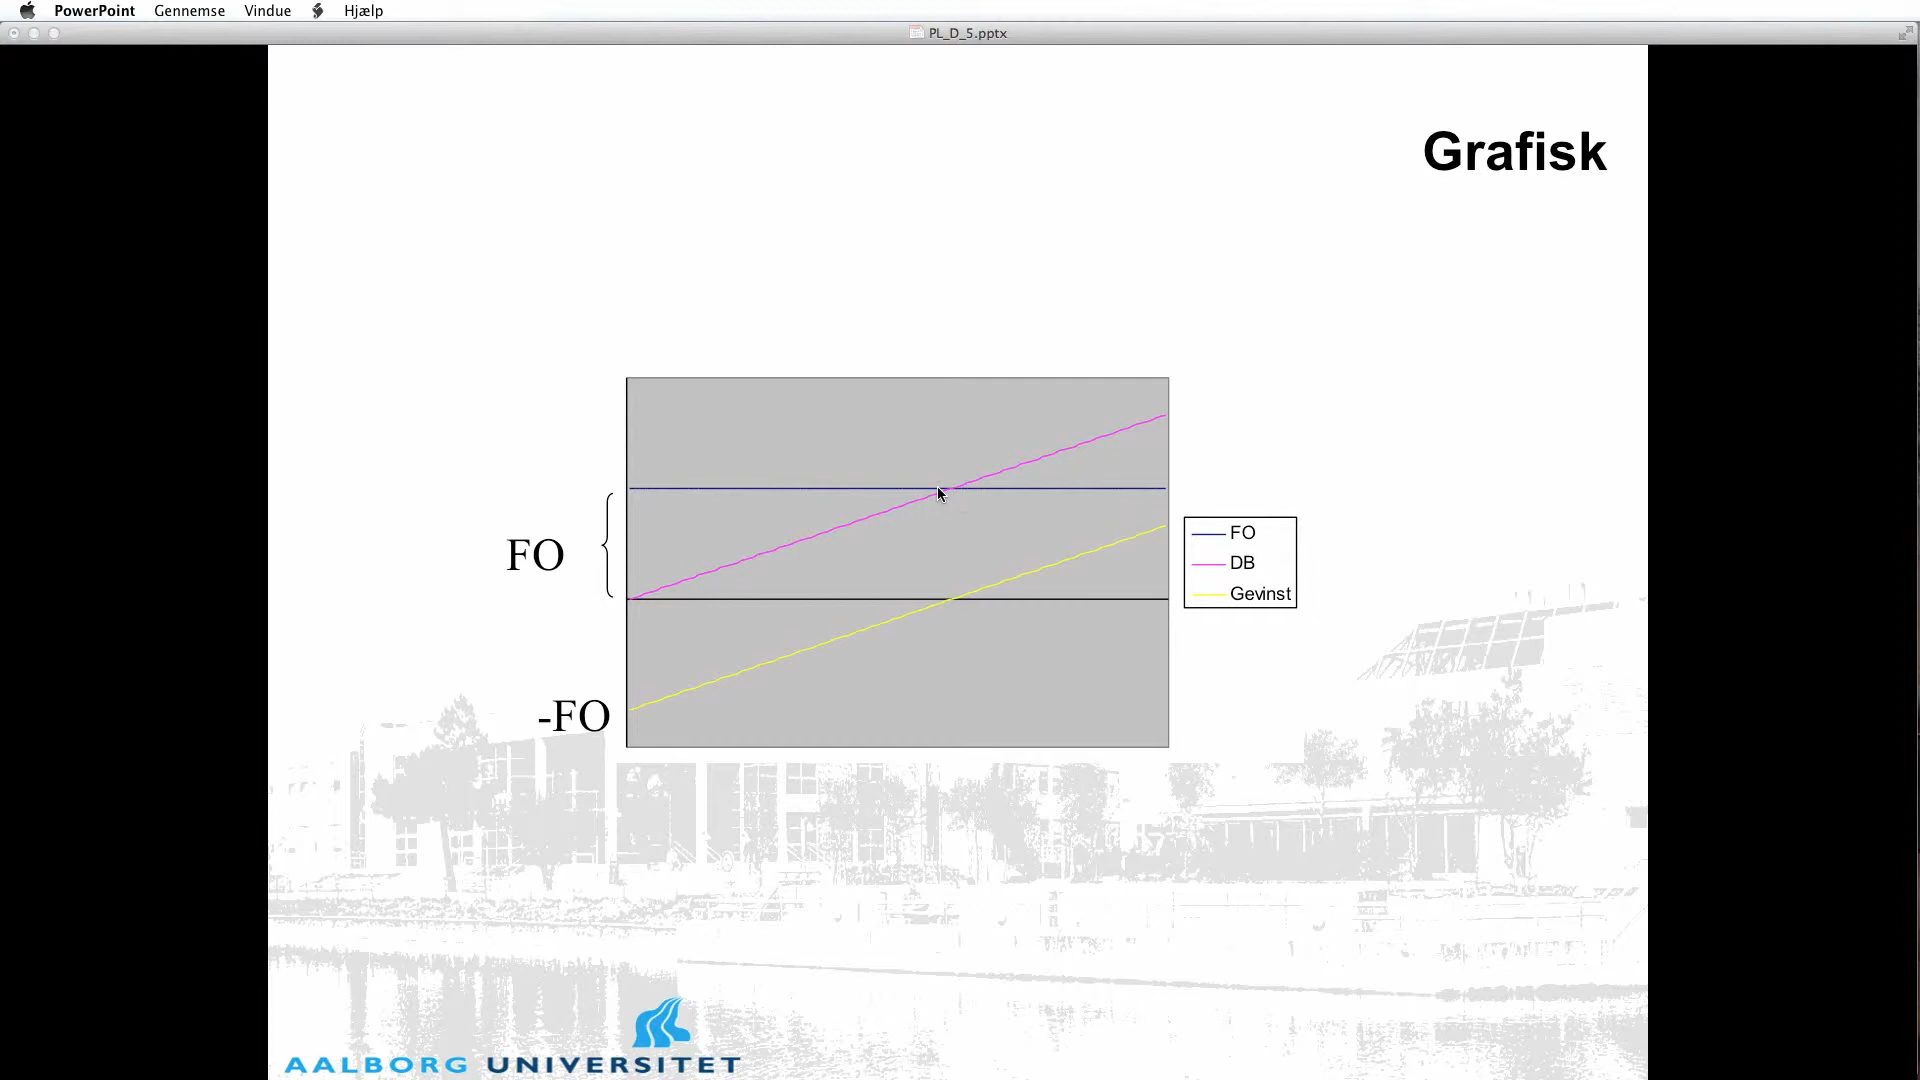 PowerPoint Gennemse Vindue Hjælp
PL_D_5.pptx
Grafisk
FO
-FO
FO
DB
Gevinst
AALBORG UNIVERSITET